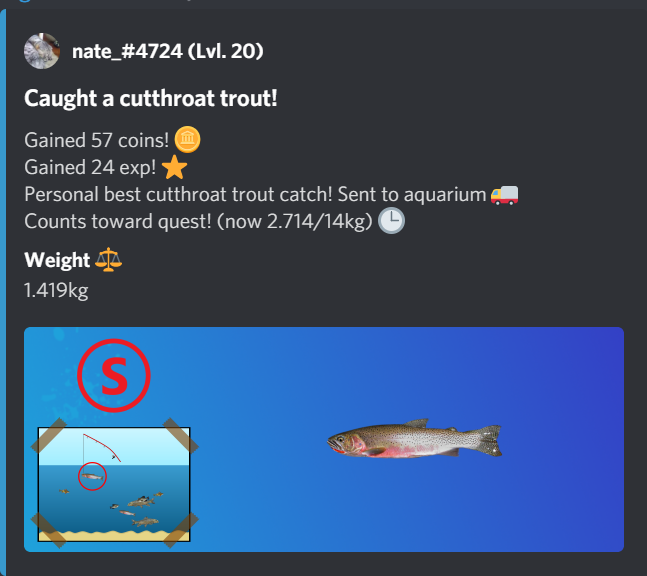 nate_#4724 (Lvl. 20)
Caught a cutthroat trout!
Gained 57 coins!
Gained 24 exp!
Personal best cutthroat trout catch! Sent to aquarium
Counts toward quest! (now 2.714/14kg)
Weight
1.419kg
S